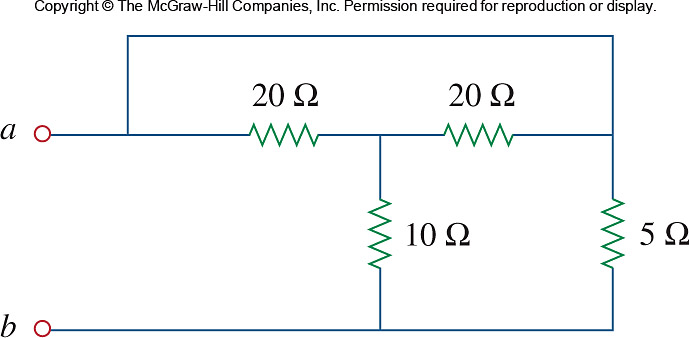 Copyright © The McGraw-Hill Companies, Inc. Permission required for reproduction or display.
20 Ω 20 Ω
a
10 Ω 5 Ω
b